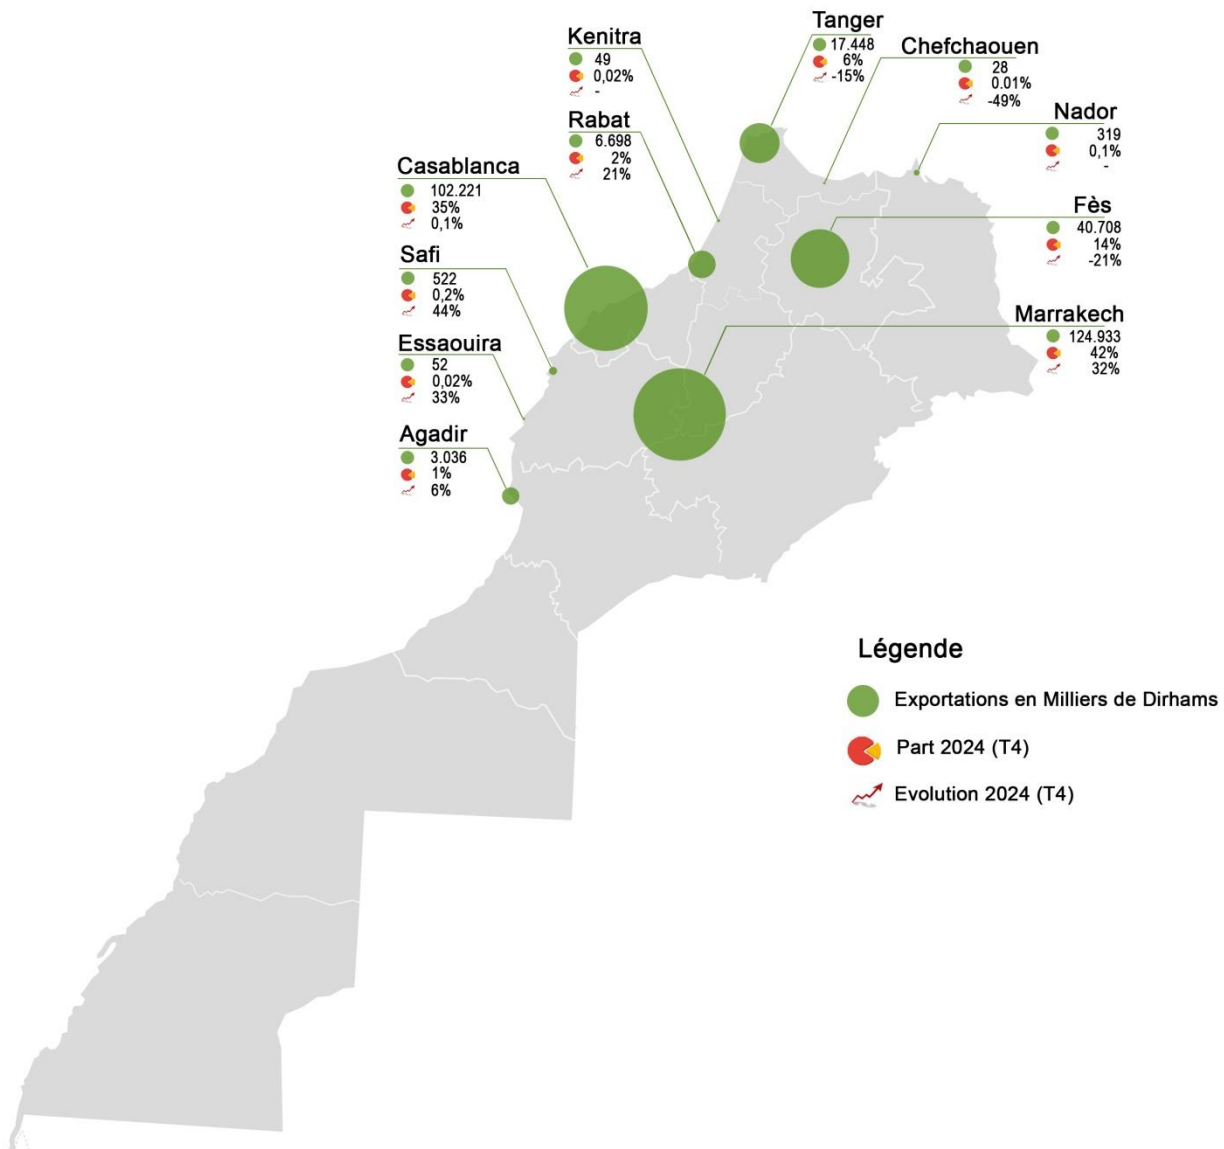 Tanger
17.448
6%
-15%
Kenitra
49
0,02%
-
Chefchaouen
28
0.01%
-49%
Rabat
6.698
2%
21%
Nador
319
0,1%
-
Casablanca
102.221
35%
0,1%
Fès
40.708
14%
-21%
Safi
522
0,2%
44%
Marrakech
124.933
42%
32%
Essaouira
52
0,02%
33%
Agadir
3.036
1%
6%
Légende
Exportations en Milliers de Dirhams
Part 2024 (T4)
Evolution 2024 (T4)